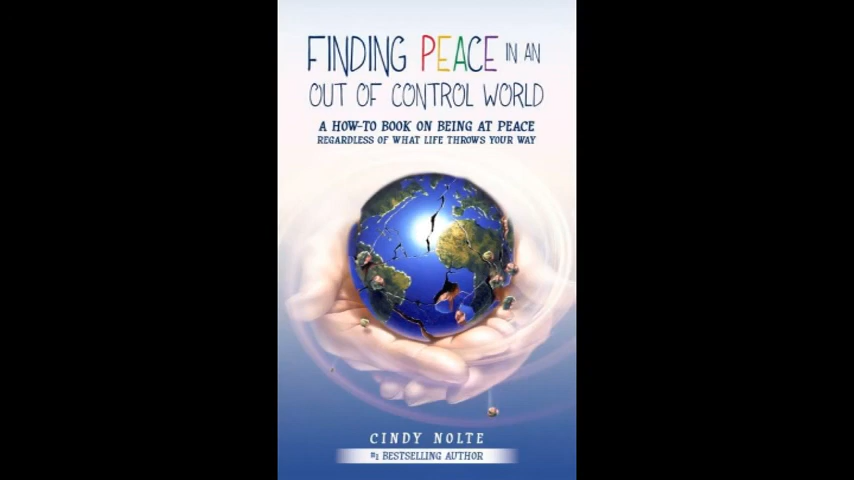 FINDING PEACE IN AN
OUT OF CONTROL WORLD
A HOW-TO BOOK ON BEING AT PEACE
REGARDLESS OF WHAT LIFE THROWS YOUR WAY
CINDY NOLTE
#1 BESTSELLING AUTHOR